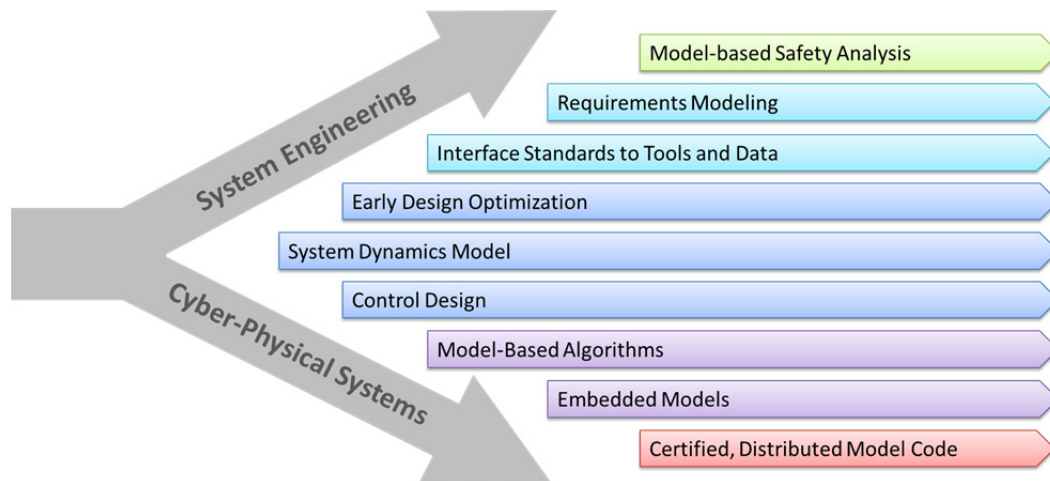 System Engineering
Cyber-Physical Systems
Model-based Safety Analysis
Requirements Modeling
Interface Standards to Tools and Data
Early Design Optimization
System Dynamics Model
Control Design
Model-Based Algorithms
Embedded Models
Certified, Distributed Model Code